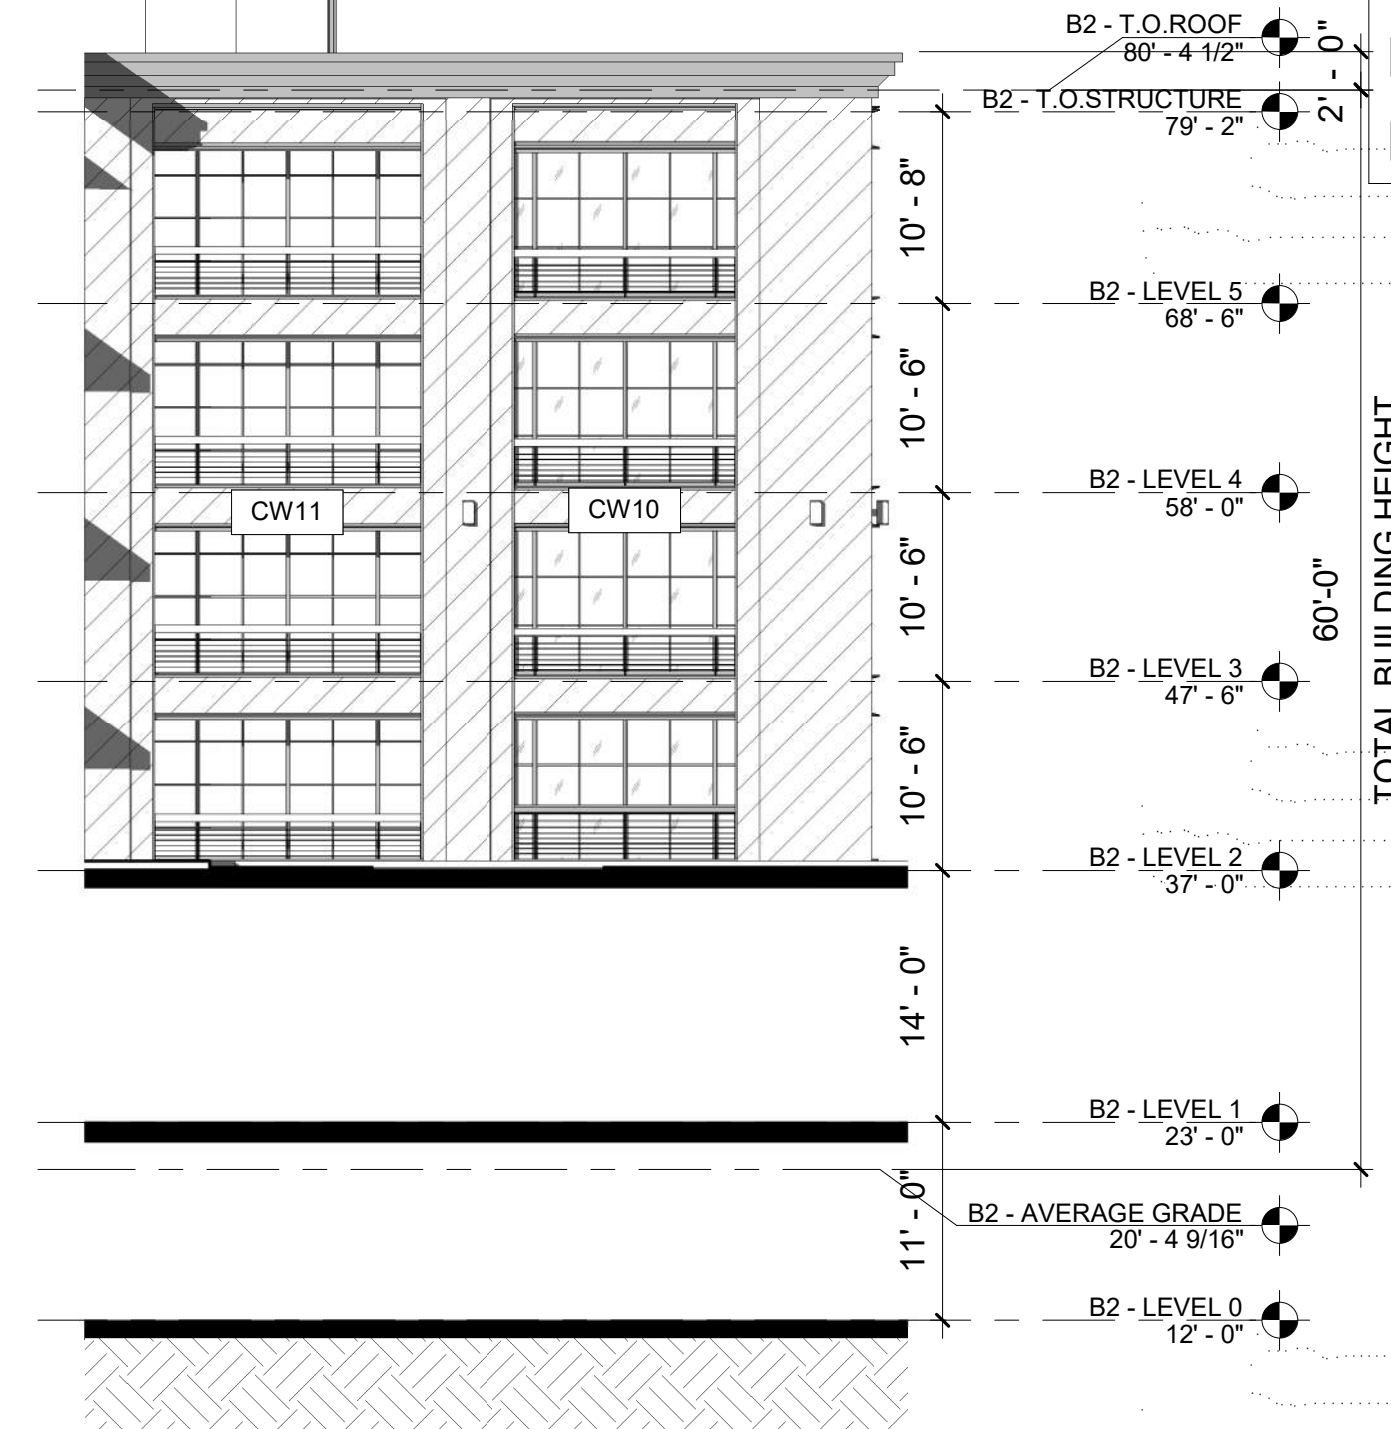 B2 - T.O.ROOF
80' - 4 1/2"
2' - 0"
B2 - T.O.STRUCTURE
79' - 2"
10' - 8"
B2 - LEVEL 5
68' - 6"
10' - 6"
B2 - LEVEL 4
58' - 0"
CW11
CW10
10' - 6"
60'-0"
TOTAL BUILDING HEIGHT
B2 - LEVEL 3
47' - 6"
10' - 6"
B2 - LEVEL 2
37' - 0"
14' - 0"
B2 - LEVEL 1
23' - 0"
11' - 0"
B2 - AVERAGE GRADE
20' - 4 9/16"
B2 - LEVEL 0
12' - 0"